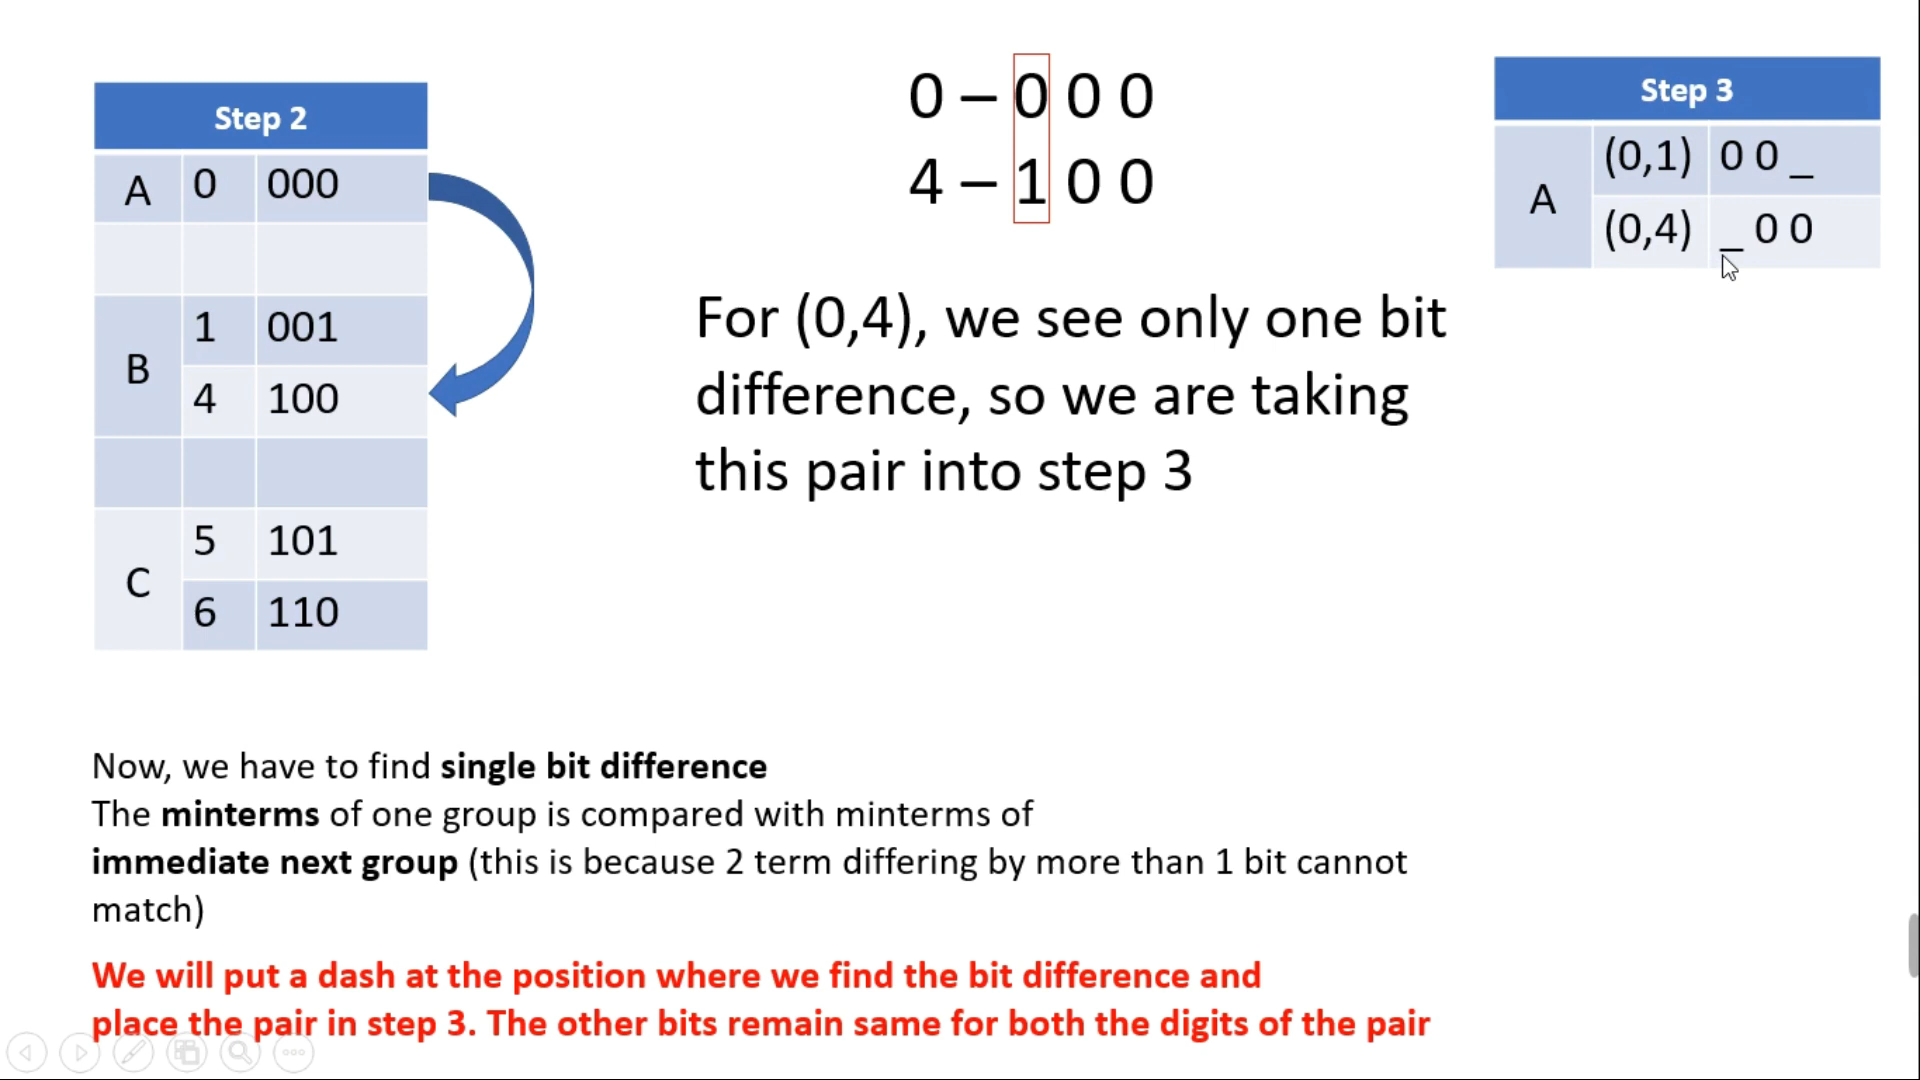 Step 2
A 0 000
B
1 001
4 100
C
5 101
6 110
0 – 0 0 0
4 – 1 0 0
For (0,4), we see only one bit
difference, so we are taking
this pair into step 3
Step 3
A
(0,1) 0 0 _
(0,4) _ 0 0
Now, we have to find single bit difference
The minterms of one group is compared with minterms of
immediate next group (this is because 2 term differing by more than 1 bit cannot
match)
We will put a dash at the position where we find the bit difference and
place the pair in step 3. The other bits remain same for both the digits of the pair